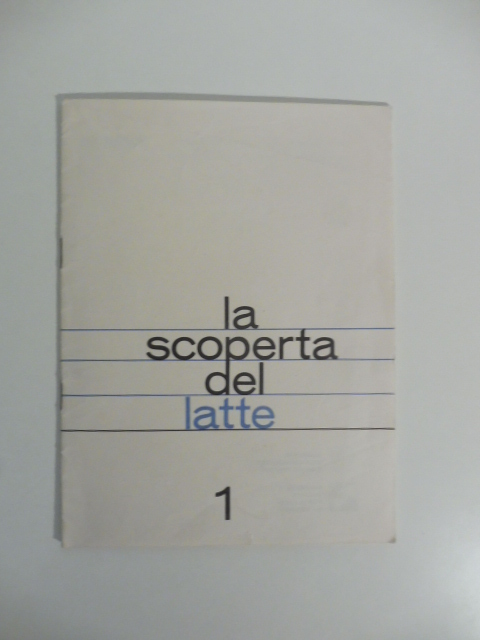 la
scoperta
del
latte
1